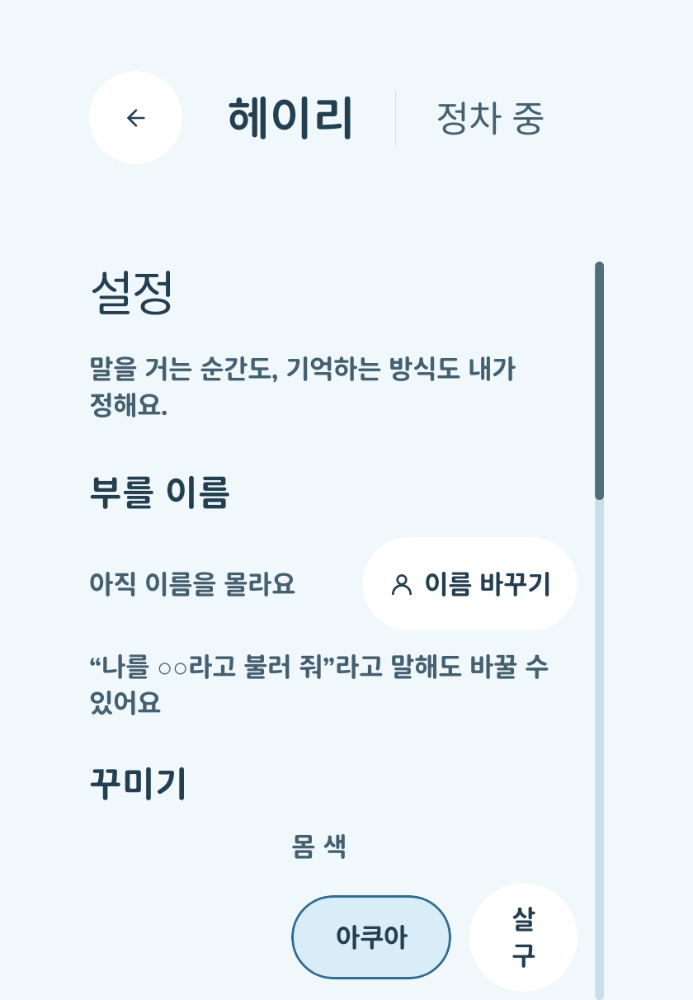 헤이리
정차 중
설정
말을 거는 순간도, 기억하는 방식도 내가
정해요.
부를 이름
아직 이름을 몰라요
이름 바꾸기
“나를 ○○라고 불러 줘”라고 말해도 바꿀 수
있어요
꾸미기
몸 색
아쿠아
살
구